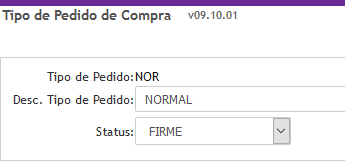 Tipo de Pedido de Compra v09.10.01
Tipo de Pedido: NOR
Desc. Tipo de Pedido: NORMAL
Status: FIRME